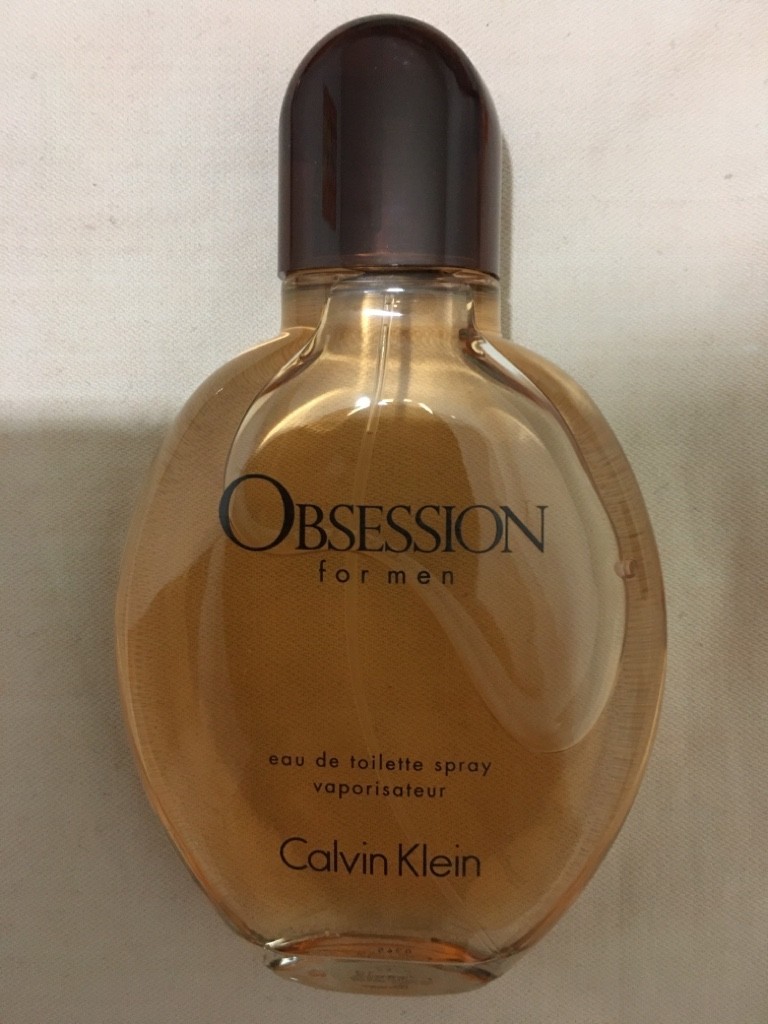 OBSESSION
for men
eau de toilette spray
vaporisateur
Calvin Klein